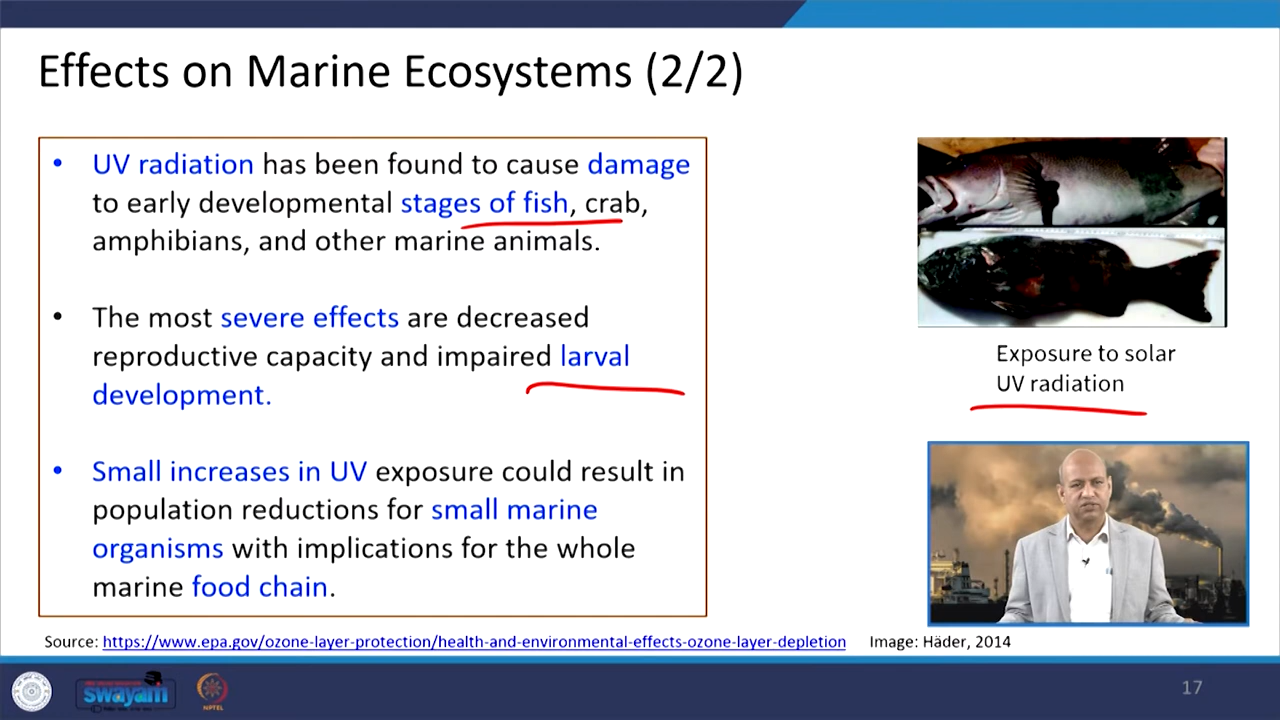 Effects on Marine Ecosystems (2/2)
• UV radiation has been found to cause damage
to early developmental stages of fish, crab,
amphibians, and other marine animals.
• The most severe effects are decreased
reproductive capacity and impaired larval
development.
• Small increases in UV exposure could result in
population reductions for small marine
organisms with implications for the whole
marine food chain.
Exposure to solar
UV radiation
Source: https://www.epa.gov/ozone-layer-protection/health-and-environmental-effects-ozone-layer-depletion Image: Häder, 2014
swayam
NPTEL
17